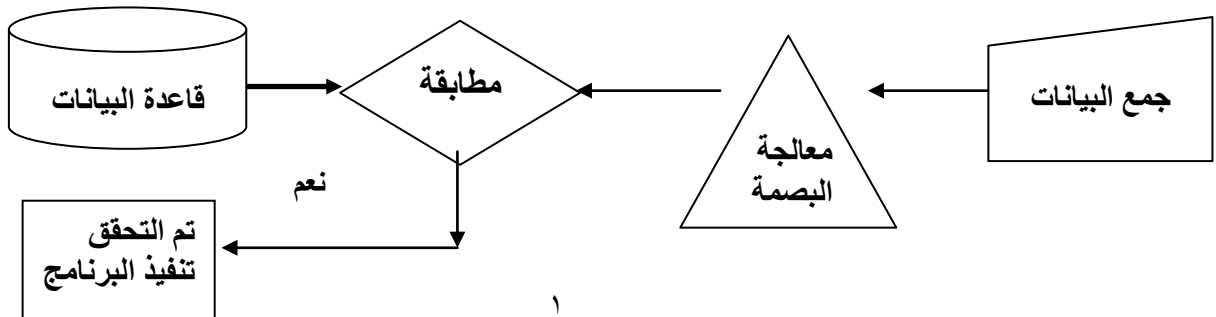 جمع البيانات
معالجة
البصمة
مطابقة
قاعدة البيانات
نعم
تم التحقق
تنفيذ البرنامج
١